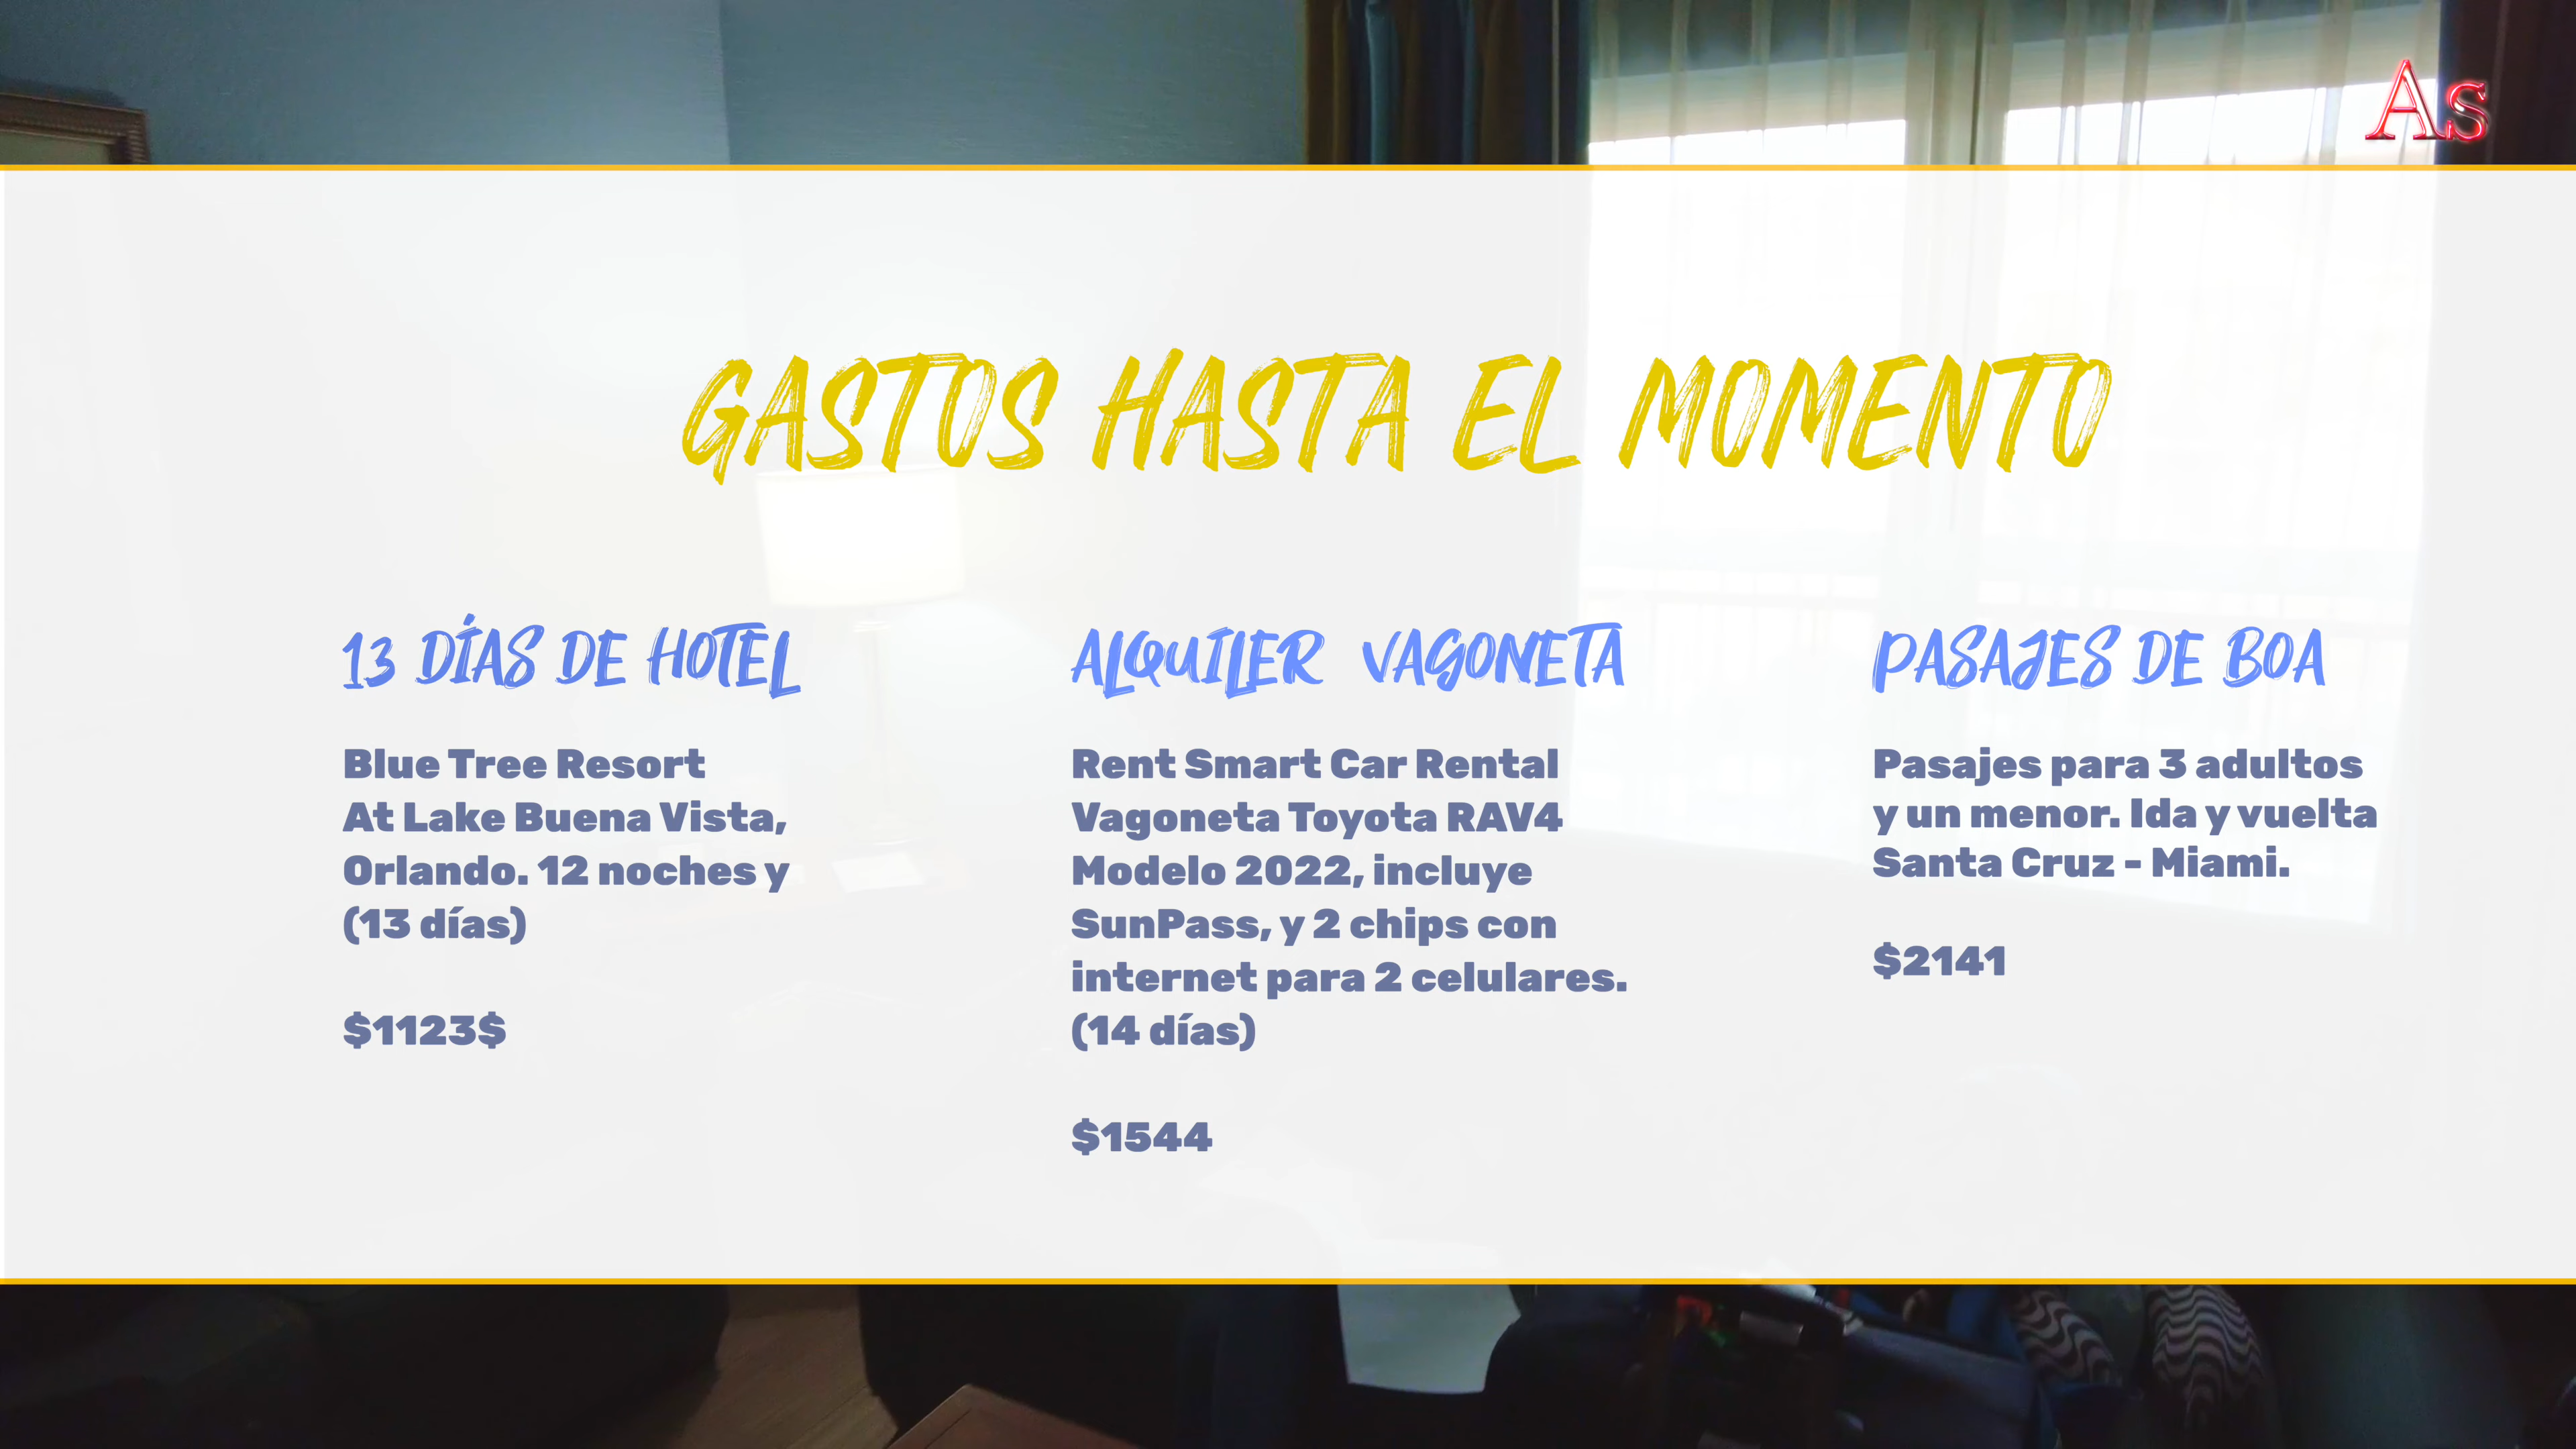 As
GASTOS HASTA EL MOMENTO
13 DÍAS DE HOTEL
Blue Tree Resort
At Lake Buena Vista,
Orlando. 12 noches y
(13 días)
$1123$
ALQUILER VAGONETA
Rent Smart Car Rental
Vagoneta Toyota RAV4
Modelo 2022, incluye
SunPass, y 2 chips con
internet para 2 celulares.
(14 días)
$1544
PASAJES DE BOA
Pasajes para 3 adultos
y un menor. Ida y vuelta
Santa Cruz - Miami.
$2141